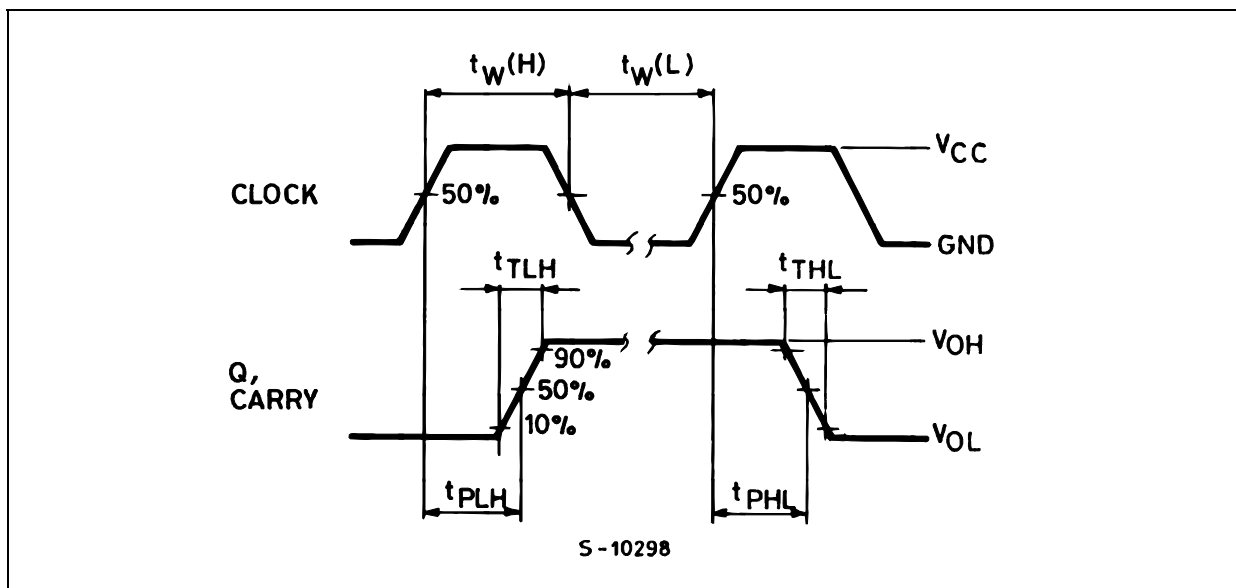 tW(H) tW(L)
VCC
CLOCK 50% 50%
GND
tTLH tTHL
VOH
90%
Q,
50%
CARRY
10%
VOL
tPLH tPHL
S-10298